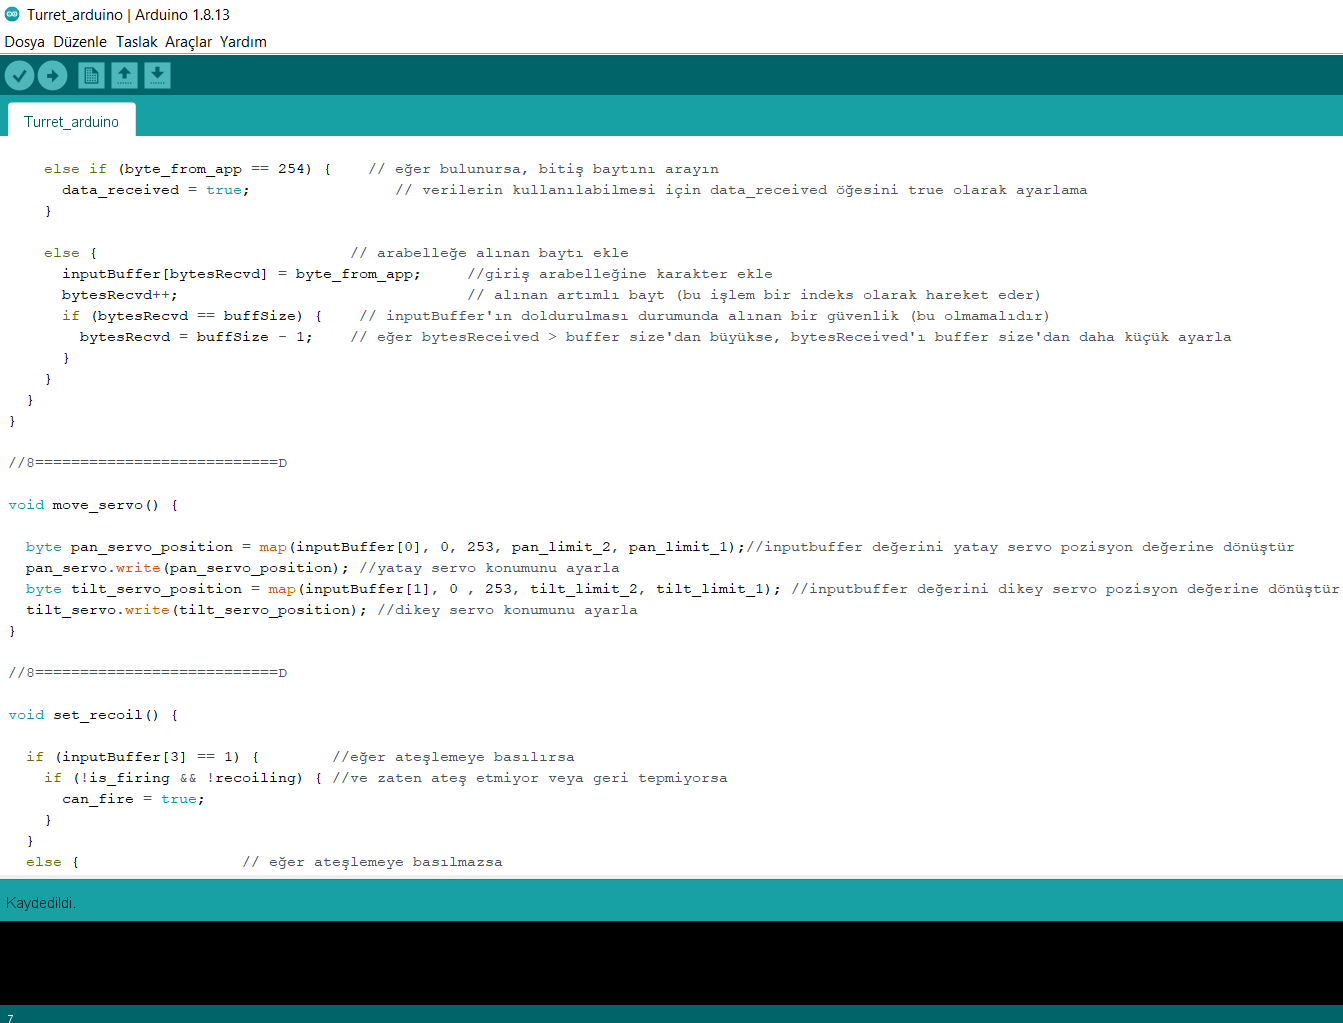 Turret_arduino | Arduino 1.8.13
Dosya Düzenle Taslak Araçlar Yardım
Turret_arduino
else if (byte_from_app == 254) { // eğer bulunursa, bitiş baytını arayın
data_received = true; // verilerin kullanılabilmesi için data_received öğesini true olarak ayarlama
}
else { // arabelleğe alınan baytı ekle
inputBuffer[bytesRecvd] = byte_from_app; //giriş arabelleğine karakter ekle
bytesRecvd++; // alınan artımlı bayt (bu işlem bir indeks olarak hareket eder)
if (bytesRecvd == buffSize) { // inputBuffer'ın doldurulması durumunda alınan bir güvenlik (bu olmamalıdır)
bytesRecvd = buffSize - 1; // eğer bytesReceived > buffer size'dan büyükse, bytesReceived'ı buffer size'dan daha küçük ayarla
}
}
}
}
//8===========================D
void move_servo() {
byte pan_servo_position = map(inputBuffer[0], 0, 253, pan_limit_2, pan_limit_1);//inputbuffer değerini yatay servo pozisyon değerine dönüştür
pan_servo.write(pan_servo_position); //yatay servo konumunu ayarla
byte tilt_servo_position = map(inputBuffer[1], 0 , 253, tilt_limit_2, tilt_limit_1); //inputbuffer değerini dikey servo pozisyon değerine dönüştür
tilt_servo.write(tilt_servo_position); //dikey servo konumunu ayarla
}
//8===========================D
void set_recoil() {
if (inputBuffer[3] == 1) { //eğer ateşlemeye basılırsa
if (!is_firing && !recoiling) { //ve zaten ateş etmiyor veya geri tepmiyorsa
can_fire = true;
}
}
else { // eğer ateşlemeye basılmazsa
Kaydedildi.
7